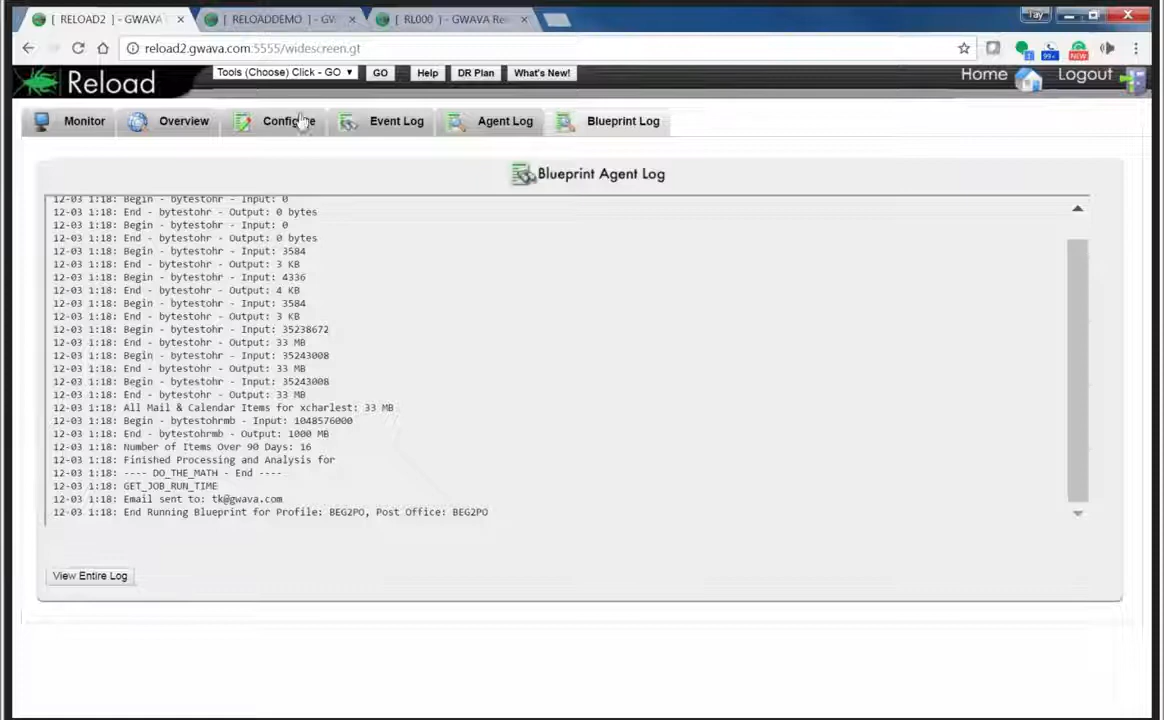 [ RELOAD2 ] - GWAVA
[ RELOADDEMO ] - GW
[ RL000 ] - GWAVA Re
Tay
reload2.gwava.com:5555/widescreen.gt
99+
NEW
Reload
Tools (Choose) Click - GO
GO
Help
DR Plan
What's New!
Home
Logout
Monitor
Overview
Configure
Event Log
Agent Log
Blueprint Log
Blueprint Agent Log
12-03 1:18: Begin - bytestohr - Input: 0
12-03 1:18: End - bytestohr - Output: 0 bytes
12-03 1:18: Begin - bytestohr - Input: 0
12-03 1:18: End - bytestohr - Output: 0 bytes
12-03 1:18: Begin - bytestohr - Input: 3584
12-03 1:18: End - bytestohr - Output: 3 KB
12-03 1:18: Begin - bytestohr - Input: 4336
12-03 1:18: End - bytestohr - Output: 4 KB
12-03 1:18: Begin - bytestohr - Input: 3584
12-03 1:18: End - bytestohr - Output: 3 KB
12-03 1:18: Begin - bytestohr - Input: 35238672
12-03 1:18: End - bytestohr - Output: 33 MB
12-03 1:18: Begin - bytestohr - Input: 35243008
12-03 1:18: End - bytestohr - Output: 33 MB
12-03 1:18: Begin - bytestohr - Input: 35243008
12-03 1:18: End - bytestohr - Output: 33 MB
12-03 1:18: All Mail & Calendar Items for xcharlest: 33 MB
12-03 1:18: Begin - bytestohrmb - Input: 1048576000
12-03 1:18: End - bytestohrmb - Output: 1000 MB
12-03 1:18: Number of Items Over 90 Days: 16
12-03 1:18: Finished Processing and Analysis for
12-03 1:18: ---- DO_THE_MATH - End ----
12-03 1:18: GET_JOB_RUN_TIME
12-03 1:18: Email sent to: tk@gwava.com
12-03 1:18: End Running Blueprint for Profile: BEG2PO, Post Office: BEG2PO
View Entire Log